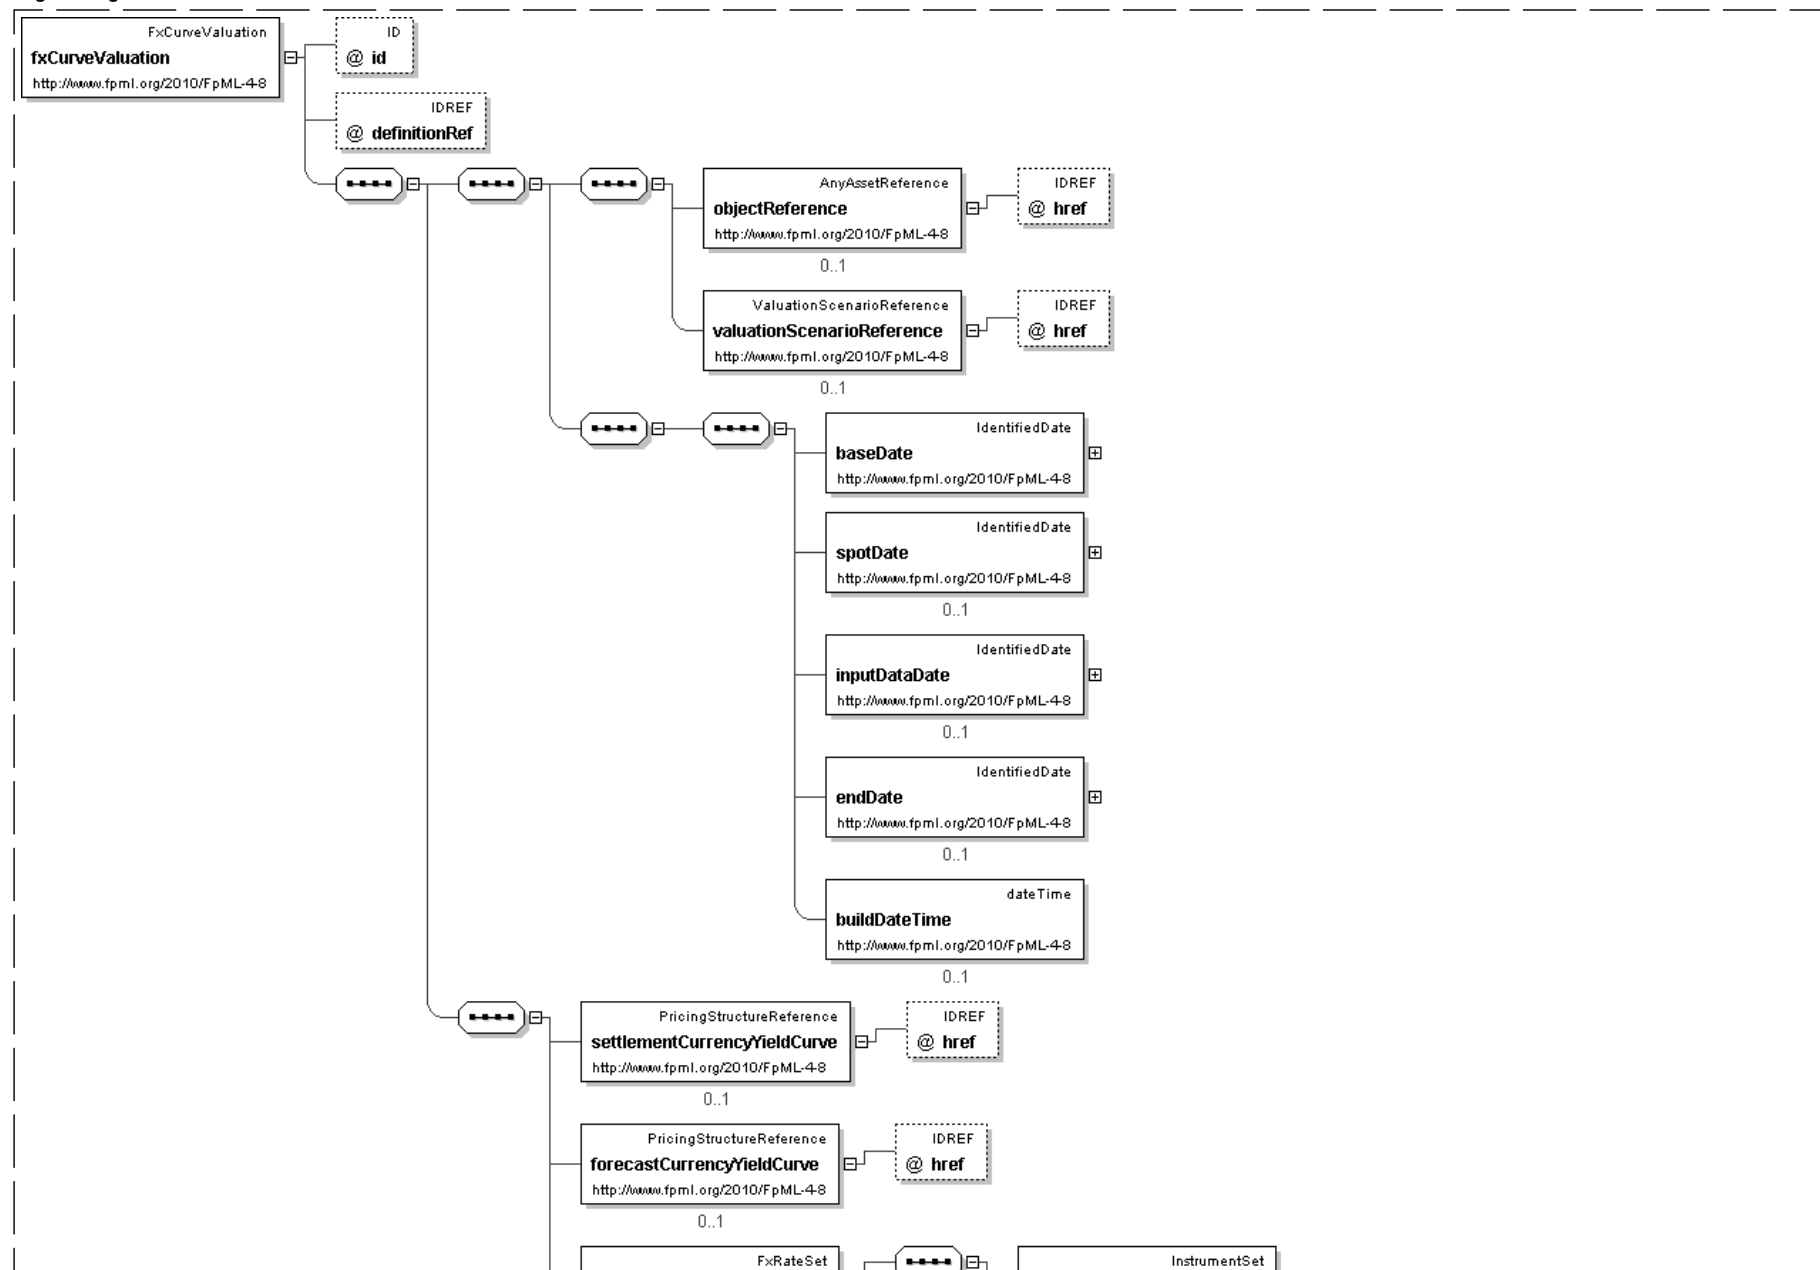 FxCurveValuation
fxCurveValuation
http://www.fpml.org/2010/FpML-4-8
ID
@ id
IDREF
@ definitionRef
AnyAssetReference
objectReference
http://www.fpml.org/2010/FpML-4-8
0..1
IDREF
@ href
ValuationScenarioReference
valuationScenarioReference
http://www.fpml.org/2010/FpML-4-8
0..1
IDREF
@ href
IdentifiedDate
baseDate
http://www.fpml.org/2010/FpML-4-8
IdentifiedDate
spotDate
http://www.fpml.org/2010/FpML-4-8
0..1
IdentifiedDate
inputDataDate
http://www.fpml.org/2010/FpML-4-8
0..1
IdentifiedDate
endDate
http://www.fpml.org/2010/FpML-4-8
0..1
dateTime
buildDateTime
http://www.fpml.org/2010/FpML-4-8
0..1
PricingStructureReference
settlementCurrencyYieldCurve
http://www.fpml.org/2010/FpML-4-8
0..1
IDREF
@ href
PricingStructureReference
forecastCurrencyYieldCurve
http://www.fpml.org/2010/FpML-4-8
0..1
IDREF
@ href
FxRateSet
InstrumentSet